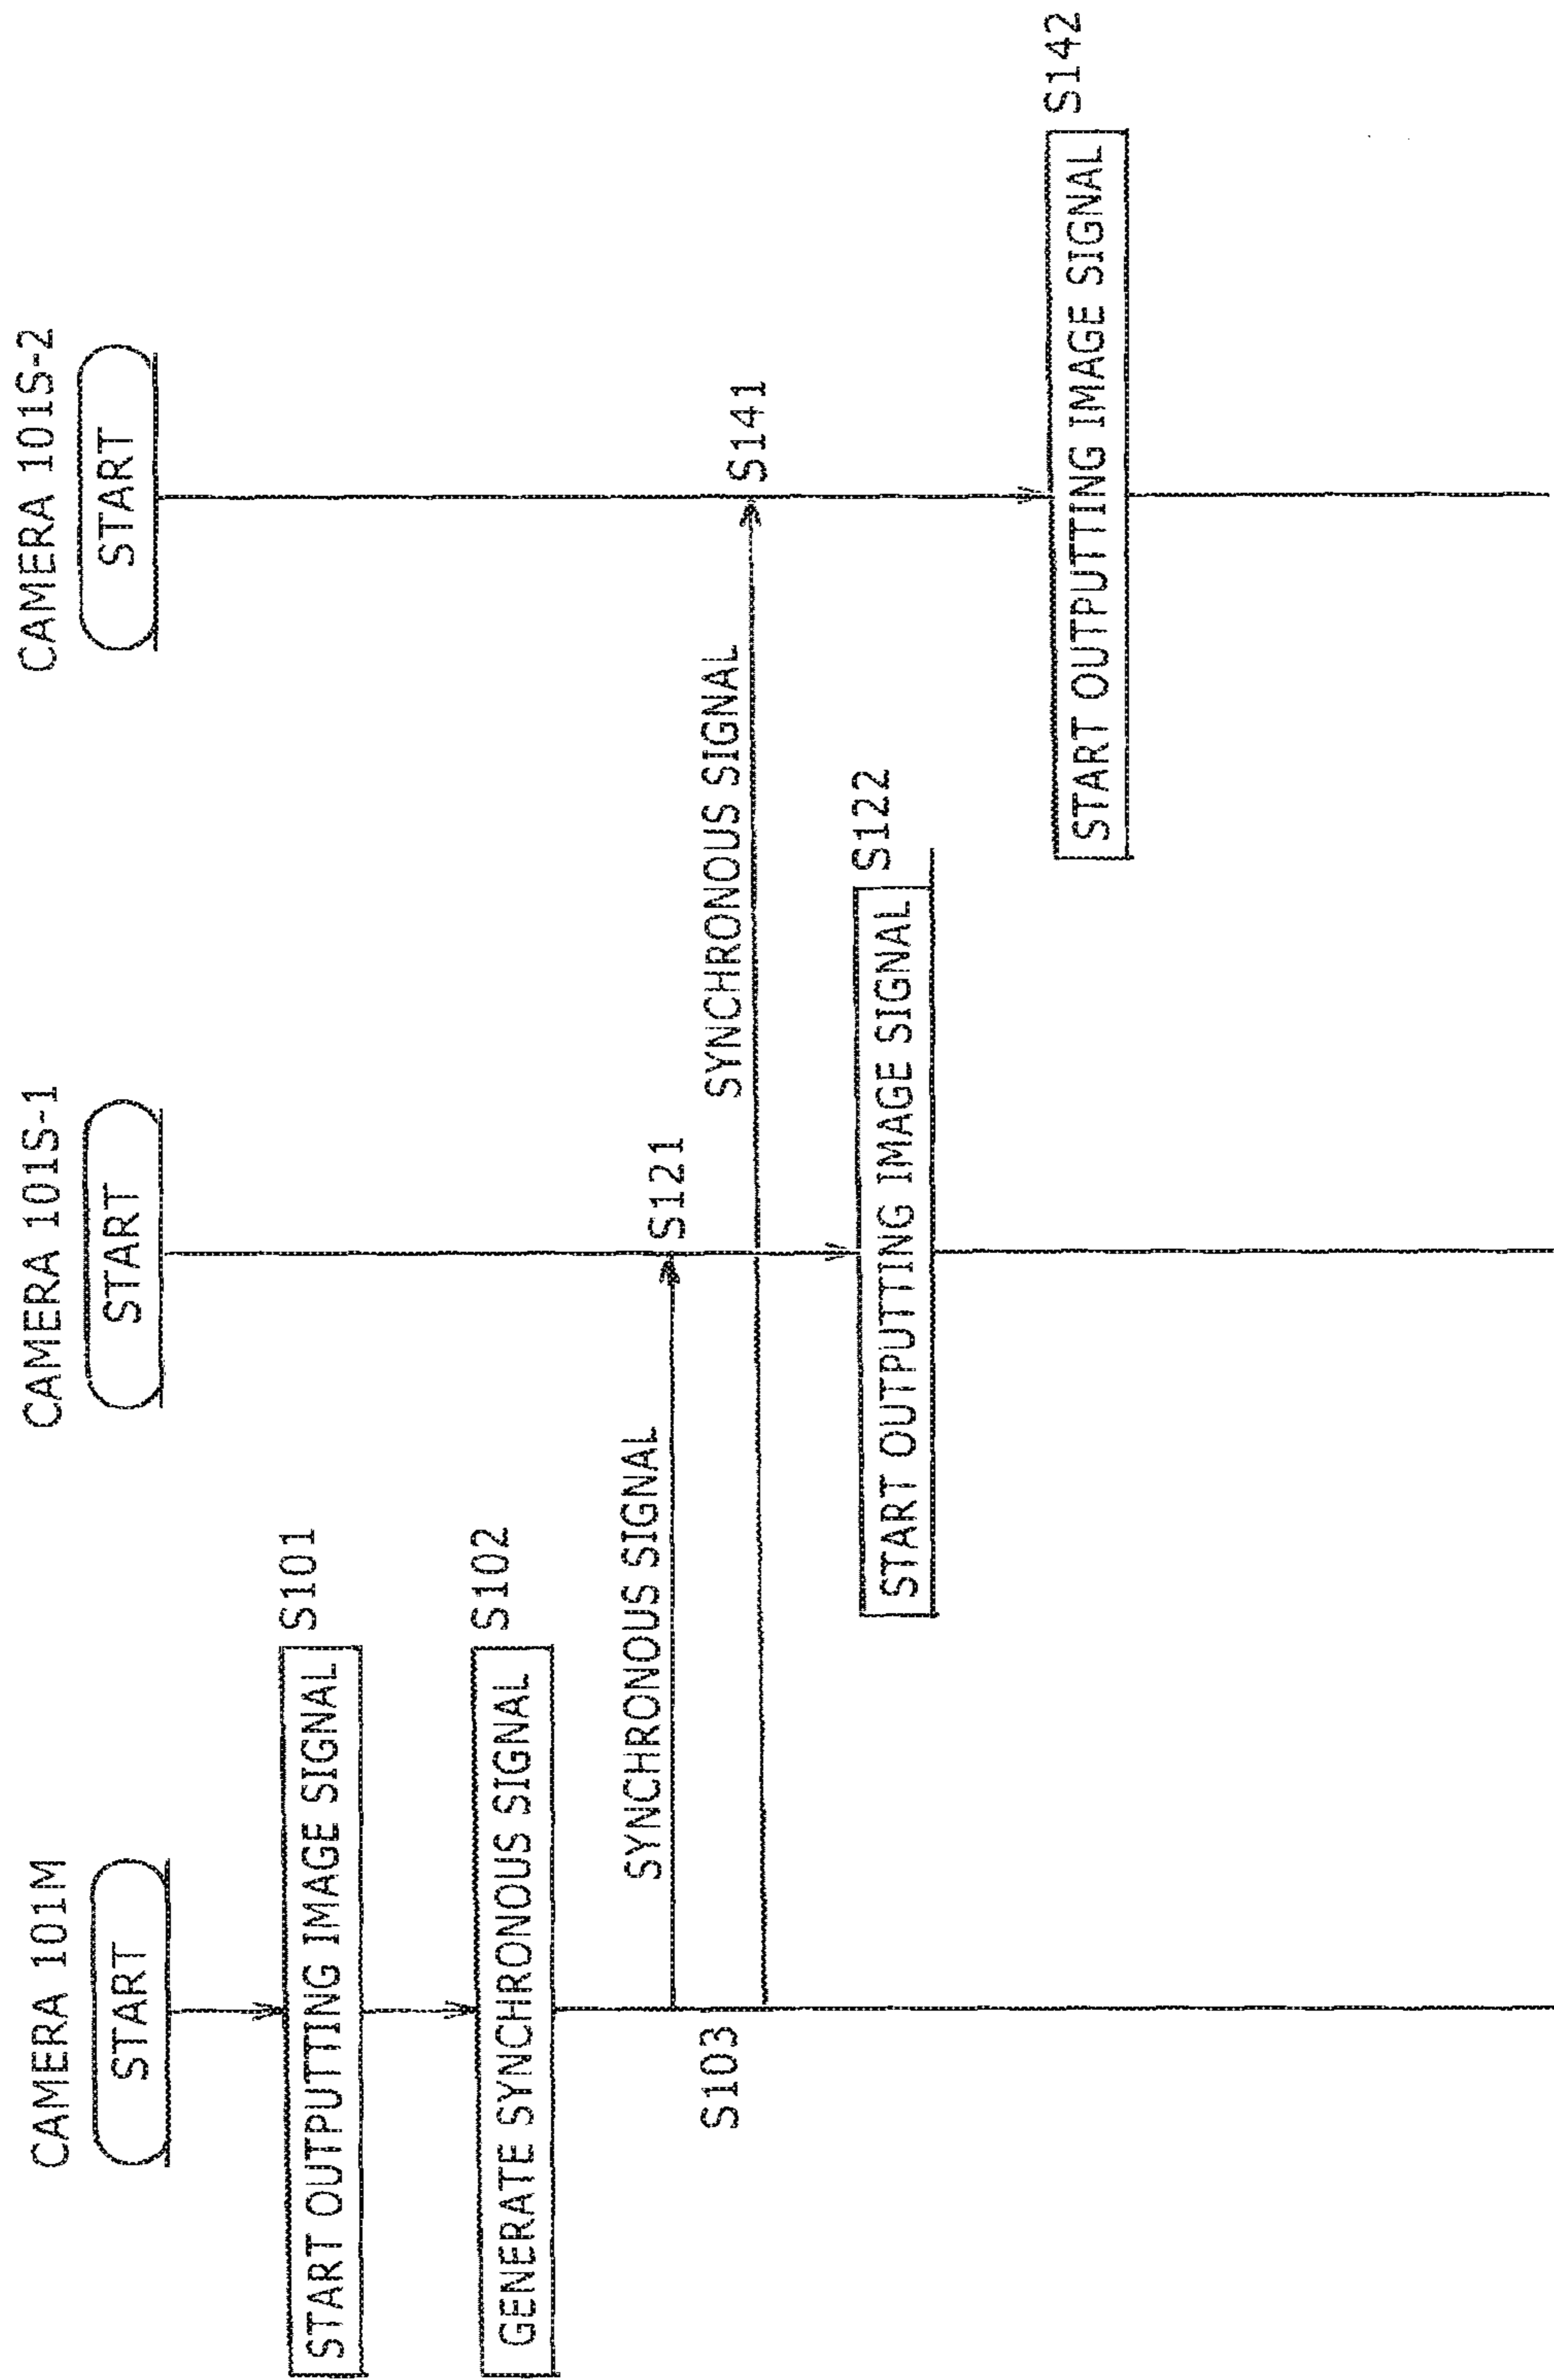 CAMERA 101M
CAMERA 101S-1
CAMERA 101S-2
START
START
START
START OUTPUTTING IMAGE SIGNAL
S101
GENERATE SYNCHRONOUS SIGNAL
S102
SYNCHRONOUS SIGNAL
S121
S103
SYNCHRONOUS SIGNAL
S141
START OUTPUTTING IMAGE SIGNAL
S122
START OUTPUTTING IMAGE SIGNAL
S142